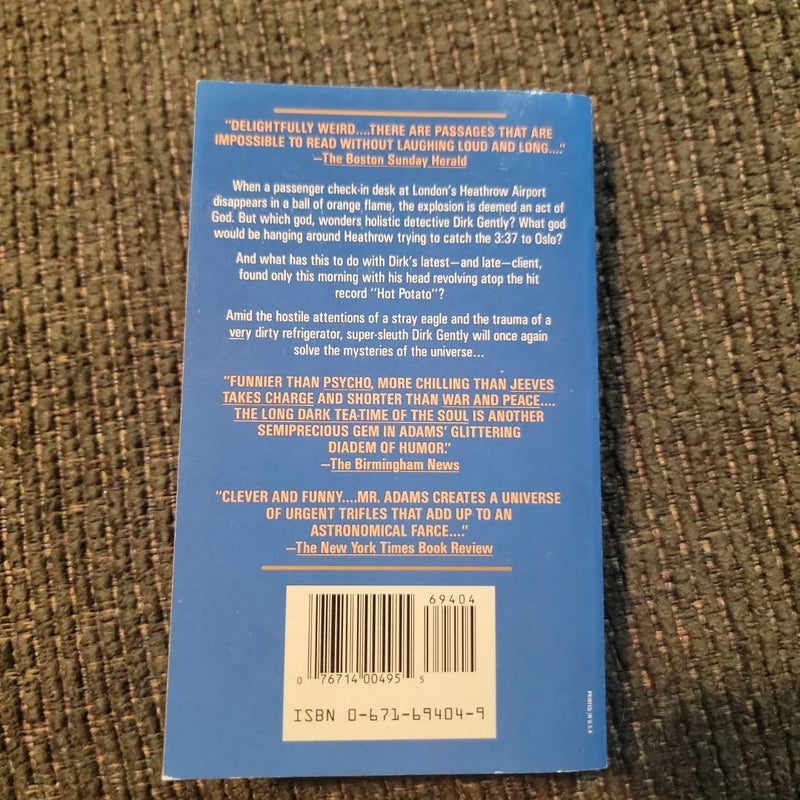 "DELIGHTFULLY WEIRD....THERE ARE PASSAGES THAT ARE
IMPOSSIBLE TO READ WITHOUT LAUGHING LOUD AND LONG...."
—The Boston Sunday Herald
When a passenger check-in desk at London's Heathrow Airport
disappears in a ball of orange flame, the explosion is deemed an act of
God. But which god, wonders holistic detective Dirk Gently? What god
would be hanging around Heathrow trying to catch the 3:37 to Oslo?
And what has this to do with Dirk's latest—and late—client,
found only this morning with his head revolving atop the hit
record "Hot Potato"?
Amid the hostile attentions of a stray eagle and the trauma of a
very dirty refrigerator, super-sleuth Dirk Gently will once again
solve the mysteries of the universe...
"FUNNIER THAN PSYCHO, MORE CHILLING THAN JEEVES
TAKES CHARGE AND SHORTER THAN WAR AND PEACE....
THE LONG DARK TEA-TIME OF THE SOUL IS ANOTHER
SEMIPRECIOUS GEM IN ADAMS' GLITTERING
DIADEM OF HUMOR."
—The Birmingham News
"CLEVER AND FUNNY....MR. ADAMS CREATES A UNIVERSE
OF URGENT TRIFLES THAT ADD UP TO AN
ASTRONOMICAL FARCE...."
—The New York Times Book Review
69404
0 76714 00495 5
ISBN 0-671-69404-9
PRINTED IN U.S.A.